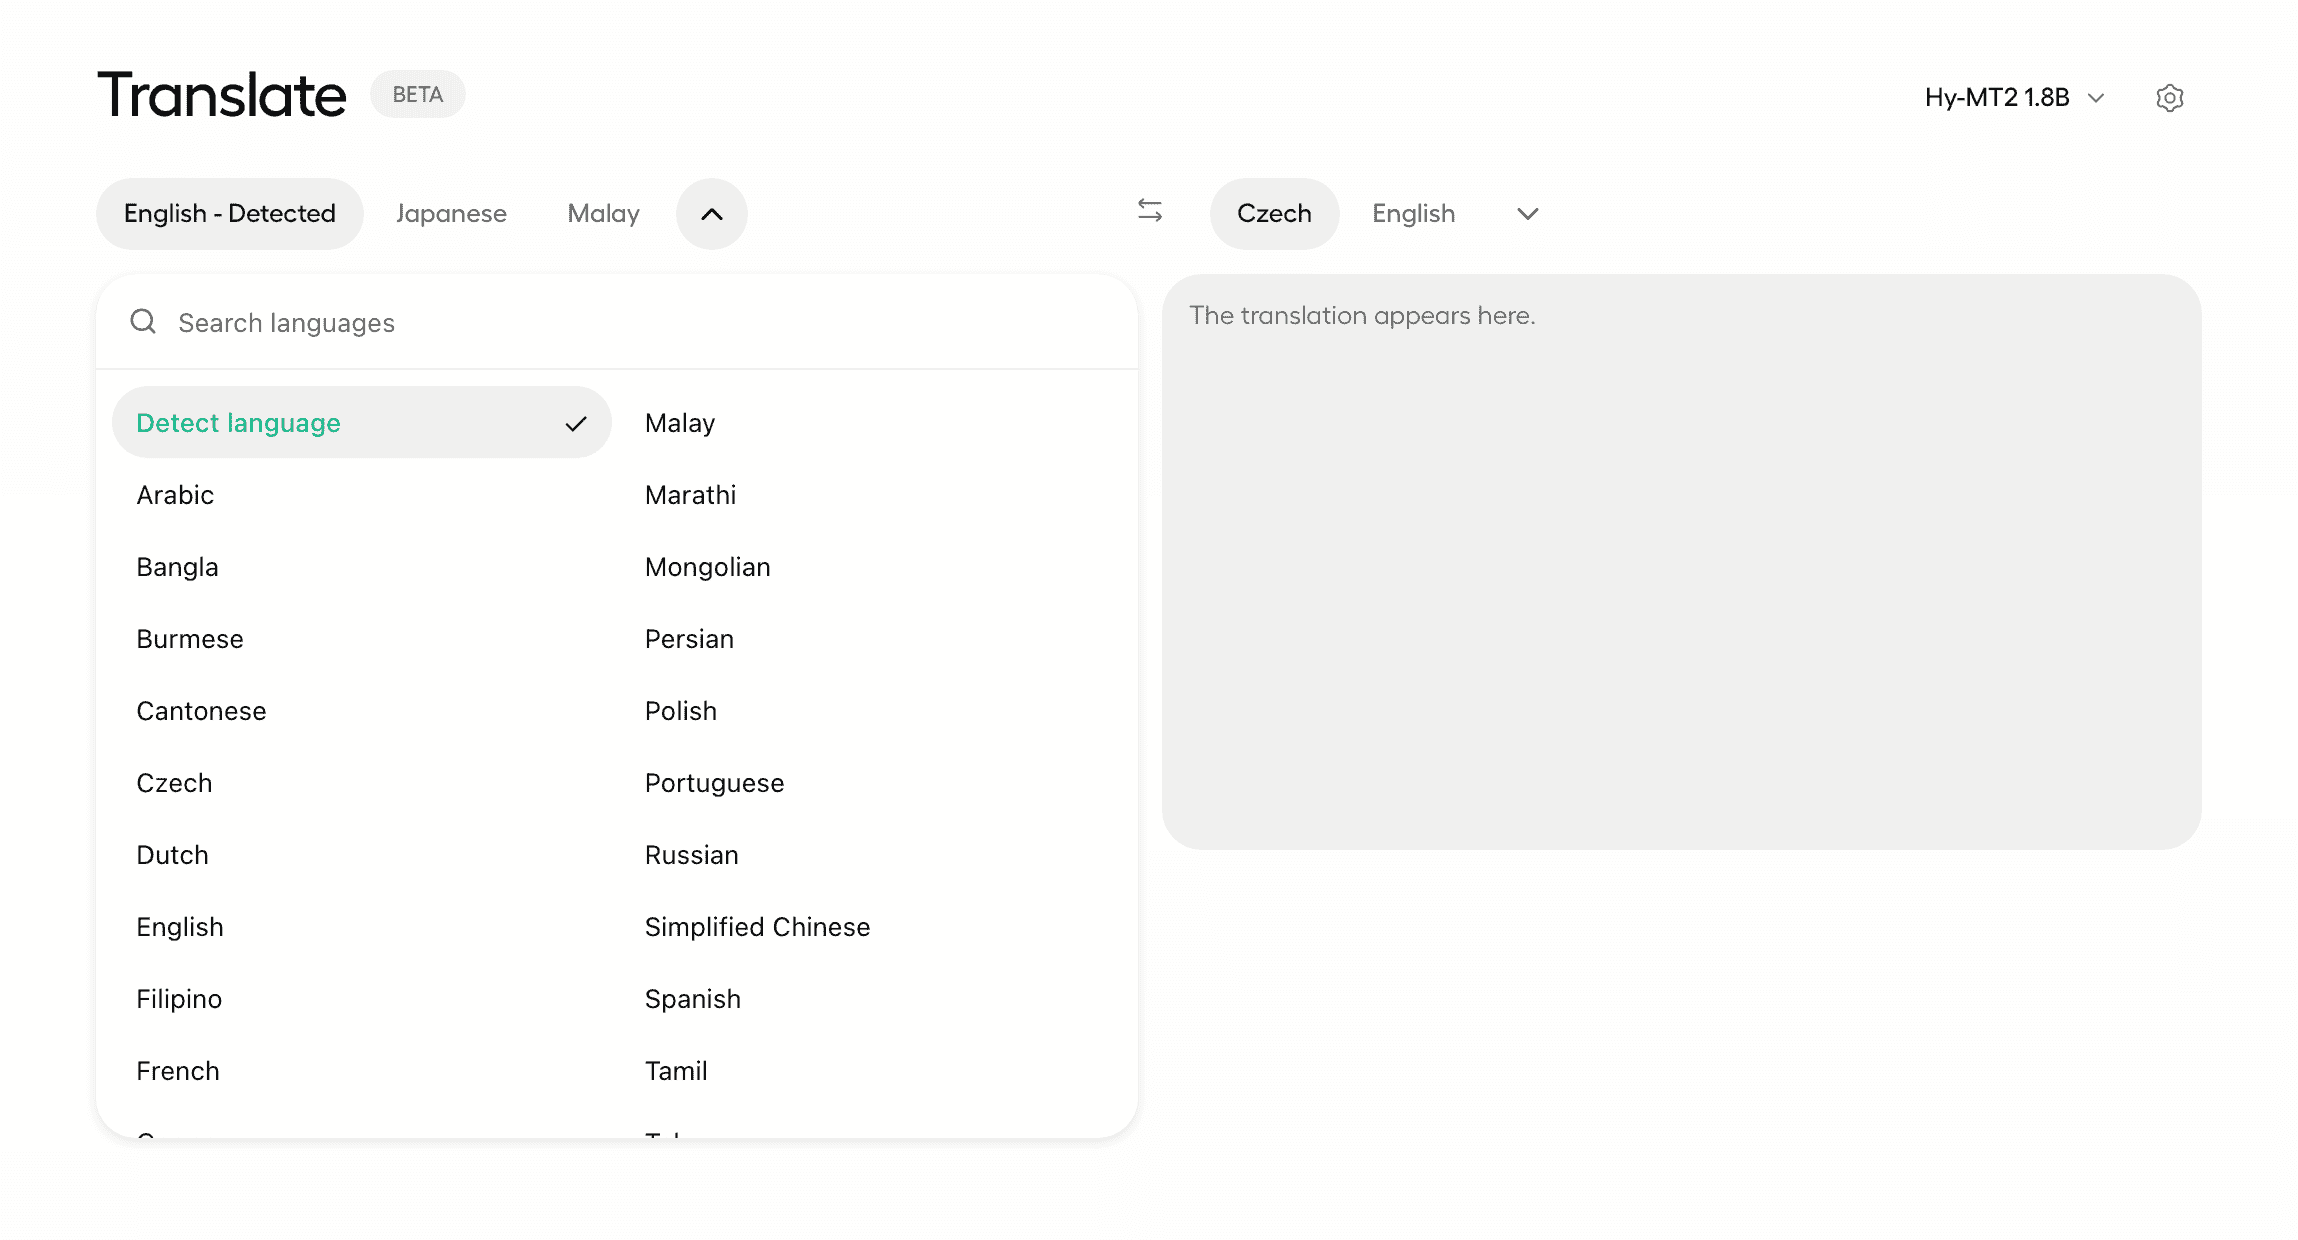 Translate BETA
Hy-MT2 1.8B
English - Detected Japanese Malay
Czech English
Search languages
The translation appears here.
Detect language
Arabic
Bangla
Burmese
Cantonese
Czech
Dutch
English
Filipino
French
Malay
Marathi
Mongolian
Persian
Polish
Portuguese
Russian
Simplified Chinese
Spanish
Tamil